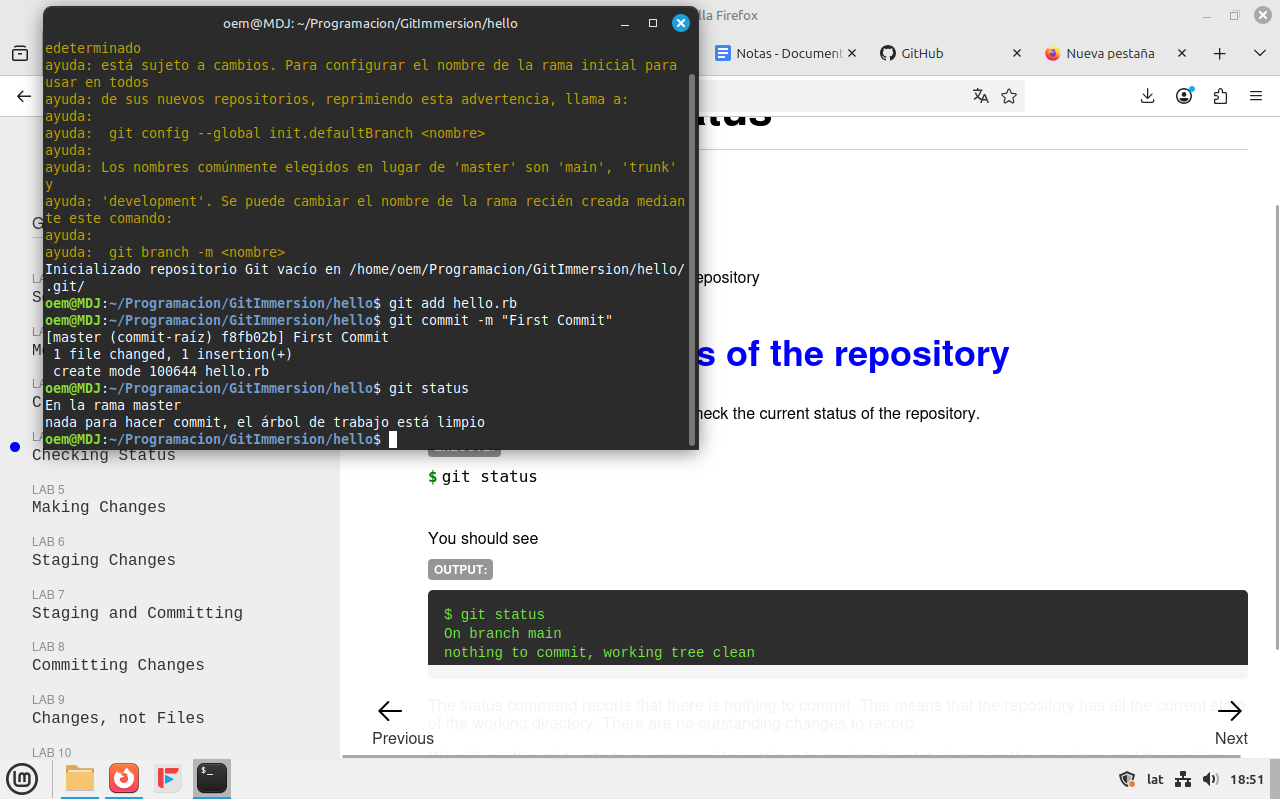 oem@MDJ: ~/Programacion/GitImmersion/hello
lla Firefox
Notas - Document
GitHub
Nueva pestaña
edeterminado
ayuda: está sujeto a cambios. Para configurar el nombre de la rama inicial para
usar en todos
ayuda: de sus nuevos repositorios, reprimiendo esta advertencia, llama a:
ayuda:
ayuda:  git config --global init.defaultBranch <nombre>
ayuda:
ayuda: Los nombres comúnmente elegidos en lugar de 'master' son 'main', 'trunk'
y
ayuda: 'development'. Se puede cambiar el nombre de la rama recién creada median
te este comando:
ayuda:
ayuda:  git branch -m <nombre>
Inicializado repositorio Git vacío en /home/oem/Programacion/GitImmersion/hello/
.git/
oem@MDJ:~/Programacion/GitImmersion/hello$ git add hello.rb
oem@MDJ:~/Programacion/GitImmersion/hello$ git commit -m "First Commit"
[master (commit-raíz) f8fb02b] First Commit
 1 file changed, 1 insertion(+)
 create mode 100644 hello.rb
oem@MDJ:~/Programacion/GitImmersion/hello$ git status
En la rama master
nada para hacer commit, el árbol de trabajo está limpio
oem@MDJ:~/Programacion/GitImmersion/hello$
atus
epository
s of the repository
heck the current status of the repository.
$ git status
You should see
OUTPUT:
$ git status
On branch main
nothing to commit, working tree clean
The status command reports that there is nothing to commit. This means that the repository has all the current
of the working directory. There are no outstanding changes to record.
Checking Status
LAB 5
Making Changes
LAB 6
Staging Changes
LAB 7
Staging and Committing
LAB 8
Committing Changes
LAB 9
Changes, not Files
LAB 10
Previous
Next
lat
18:51